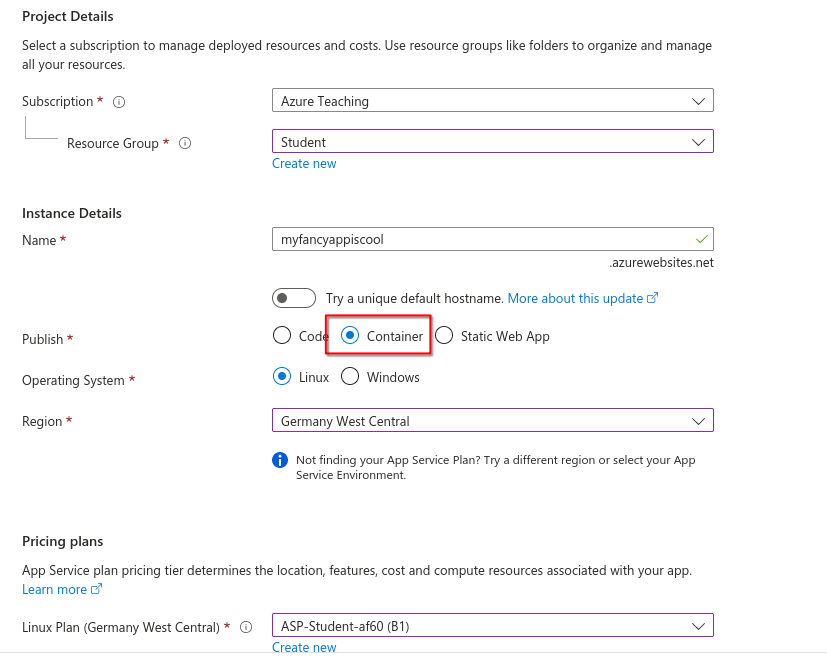 Project Details
Select a subscription to manage deployed resources and costs. Use resource groups like folders to organize and manage
all your resources.
Subscription *
Azure Teaching
Resource Group *
Student
Create new
Instance Details
Name *
myfancyappiscool
.azurewebsites.net
Try a unique default hostname. More about this update
Publish *
Code Container Static Web App
Operating System *
Linux Windows
Region *
Germany West Central
Not finding your App Service Plan? Try a different region or select your App
Service Environment.
Pricing plans
App Service plan pricing tier determines the location, features, cost and compute resources associated with your app.
Learn more
Linux Plan (Germany West Central) *
ASP-Student-af60 (B1)
Create new